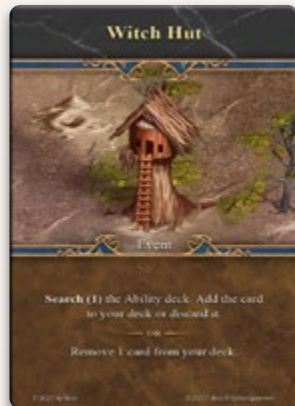 Witch Hut
Event
Search (1) the Ability deck. Add the card
to your deck or discard it.
OR
Remove 1 card from your deck.